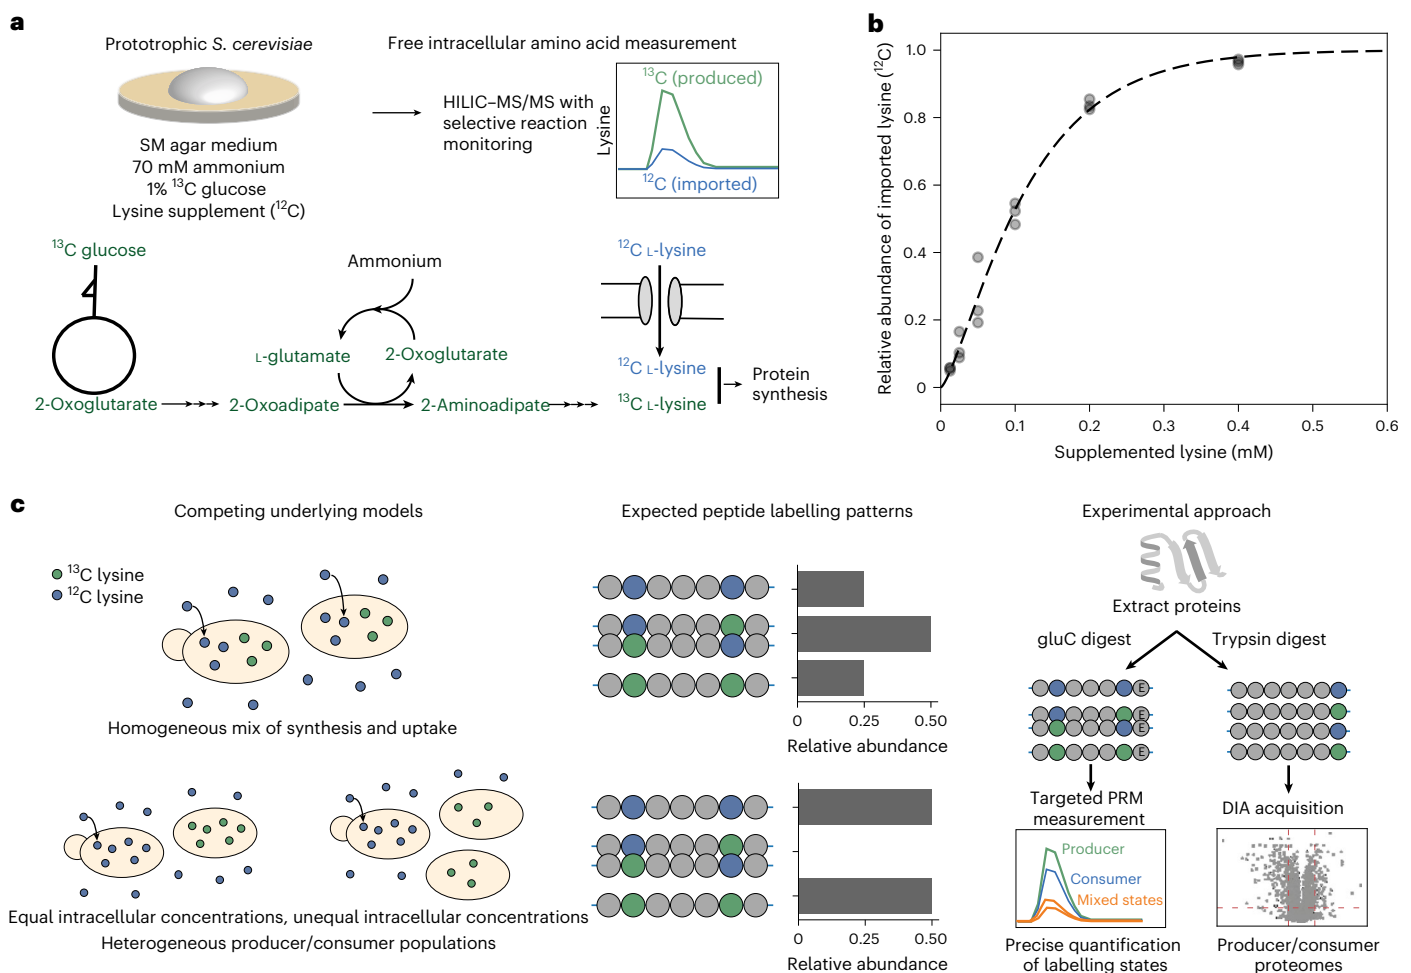 a
Prototrophic S. cerevisiae
SM agar medium
70 mM ammonium
1% ¹³C glucose
Lysine supplement (¹²C)
Free intracellular amino acid measurement
HILIC–MS/MS with
selective reaction
monitoring
Lysine
¹³C (produced)
¹²C (imported)
¹³C glucose
2-Oxoglutarate
Ammonium
L-glutamate
2-Oxoglutarate
2-Oxoadipate
2-Aminoadipate
¹²C L-lysine
¹²C L-lysine
¹³C L-lysine
Protein
synthesis
b
Relative abundance of imported lysine (¹²C)
1.0
0.8
0.6
0.4
0.2
0
0
0.1
0.2
0.3
0.4
0.5
0.6
Supplemented lysine (mM)
c
Competing underlying models
¹³C lysine
¹²C lysine
Homogeneous mix of synthesis and uptake
Equal intracellular concentrations, unequal intracellular concentrations
Heterogeneous producer/consumer populations
Expected peptide labelling patterns
0
0.25
0.50
Relative abundance
0
0.25
0.50
Relative abundance
Experimental approach
Extract proteins
gluC digest
Trypsin digest
E
E
E
E
Targeted PRM
measurement
Producer
Consumer
Mixed states
Precise quantification
of labelling states
DIA acquisition
Producer/consumer
proteomes